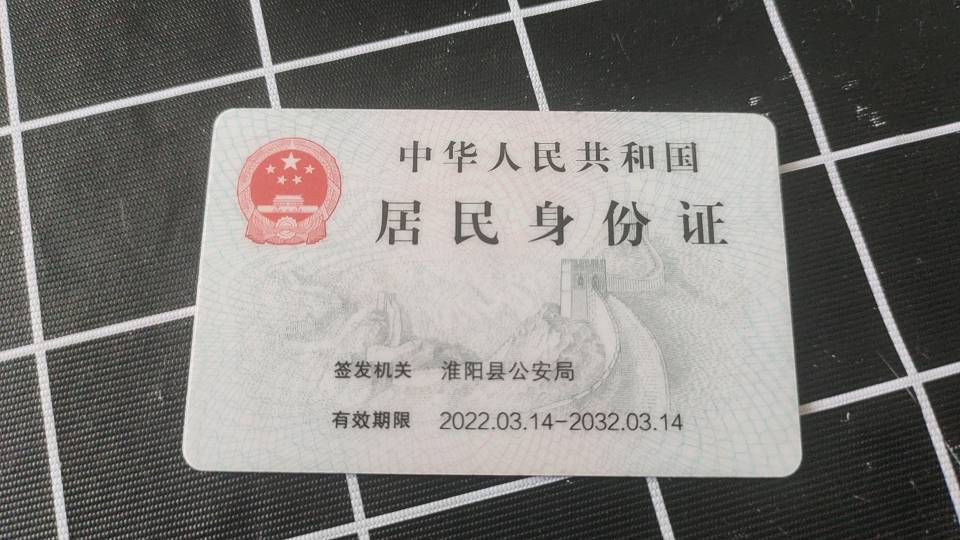 中华人民共和国
居民身份证
签发机关 淮阳县公安局
有效期限 2022.03.14-2032.03.14